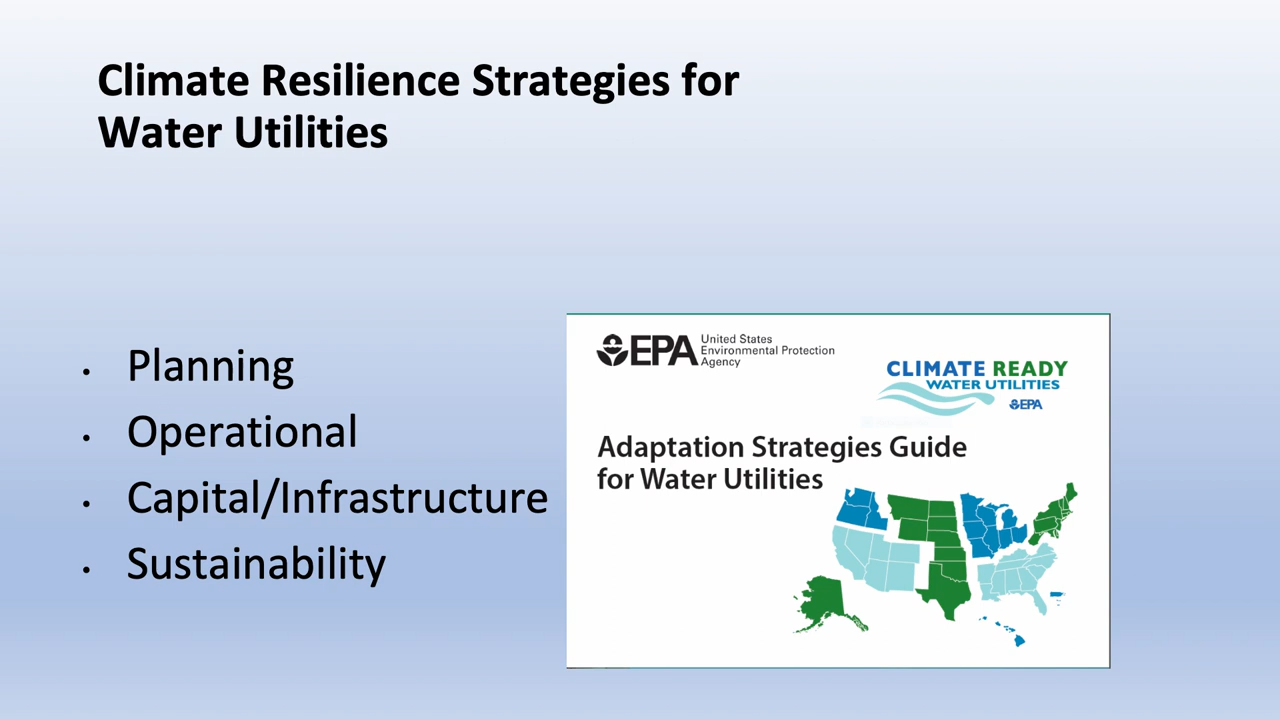 Climate Resilience Strategies for
Water Utilities
• Planning
• Operational
• Capital/Infrastructure
• Sustainability
EPA
United States
Environmental Protection
Agency
CLIMATE READY
WATER UTILITIES
EPA
Adaptation Strategies Guide
for Water Utilities